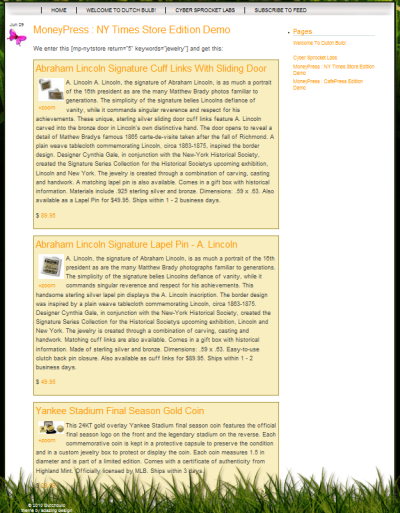 HOME
WELCOME TO DUTCH BULB!
CYBER SPROCKET LABS
SUBSCRIBE TO FEED
Jun 29
MoneyPress : NY Times Store Edition Demo
We enter this [mp-nytstore return="5" keywords="jewelry"] and get this:
Abraham Lincoln Signature Cuff Links With Sliding Door
+zoom
A. Lincoln A. Lincoln, the signature of Abraham Lincoln, is as much a portrait
of the 16th president as are the many Matthew Brady photos familiar to
generations. The simplicity of the signature belies Lincolns defiance of
vanity, while it commands singular reverence and respect for his
achievements. These unique, sterling silver sliding door cuff links feature A. Lincoln
carved into the bronze door in Lincoln's own distinctive hand. The door opens to reveal a
detail of Mathew Bradys famous 1865 carte-de-visite taken after the fall of Richmond. A
plain weave tablecloth commemorating Lincoln, circa 1863-1875, inspired the border
design. Designer Cynthia Gale, in conjunction with the New-York Historical Society,
created the Signature Series Collection for the Historical Societys upcoming exhibition,
Lincoln and New York. The jewelry is created through a combination of carving, casting
and handwork. A matching lapel pin is also available. Comes in a gift box with historical
information. Materials include .925 sterling silver and bronze. Dimensions: .59 x .63. Also
available as a Lapel Pin for $49.95. Ships within 1 - 2 business days.
$ 89.95
Abraham Lincoln Signature Lapel Pin - A. Lincoln
+zoom
A. Lincoln, the signature of Abraham Lincoln, is as much a portrait of the 16th
president as are the many Matthew Brady photographs familiar to generations.
The simplicity of the signature belies Lincolns defiance of vanity, while it
commands singular reverence and respect for his achievements. This
handsome sterling silver lapel pin displays the A. Lincoln inscription. The border design
was inspired by a plain weave tablecloth commemorating Lincoln, circa 1863-1875.
Designer Cynthia Gale, in conjunction with the New-York Historical Society, created the
Signature Series Collection for the Historical Societys upcoming exhibition, Lincoln and
New York. The jewelry is created through a combination of carving, casting and
handwork. Matching cuff links are also available. Comes in a gift box with historical
information. Made of sterling silver and bronze. Dimensions: .59 x .63. Easy-to-use
clutch back pin closure. Also available as cuff links for $89.95. Ships within 1 - 2
business days.
$ 49.95
Yankee Stadium Final Season Gold Coin
+zoom
This 24KT gold overlay Yankee Stadium final season coin features the official
final season logo on the front and the legendary stadium on the reverse. Each
commemorative coin is kept in a protective capsule to preserve the condition
and in a custom jewelry box to protect or display the coin. Each coin measures 1.5 in
diameter and is part of a limited edition. Comes with a certificate of authenticity from
Highland Mint. Officially licensed by MLB. Ships within 3 days.
Pages
Welcome To Dutch Bulb!
Cyber Sprocket Labs
MoneyPress : NY Times Store Edition
Demo
MoneyPress : CafePress Edition
Demo
© 2010 Dutchbulb
theme by
design